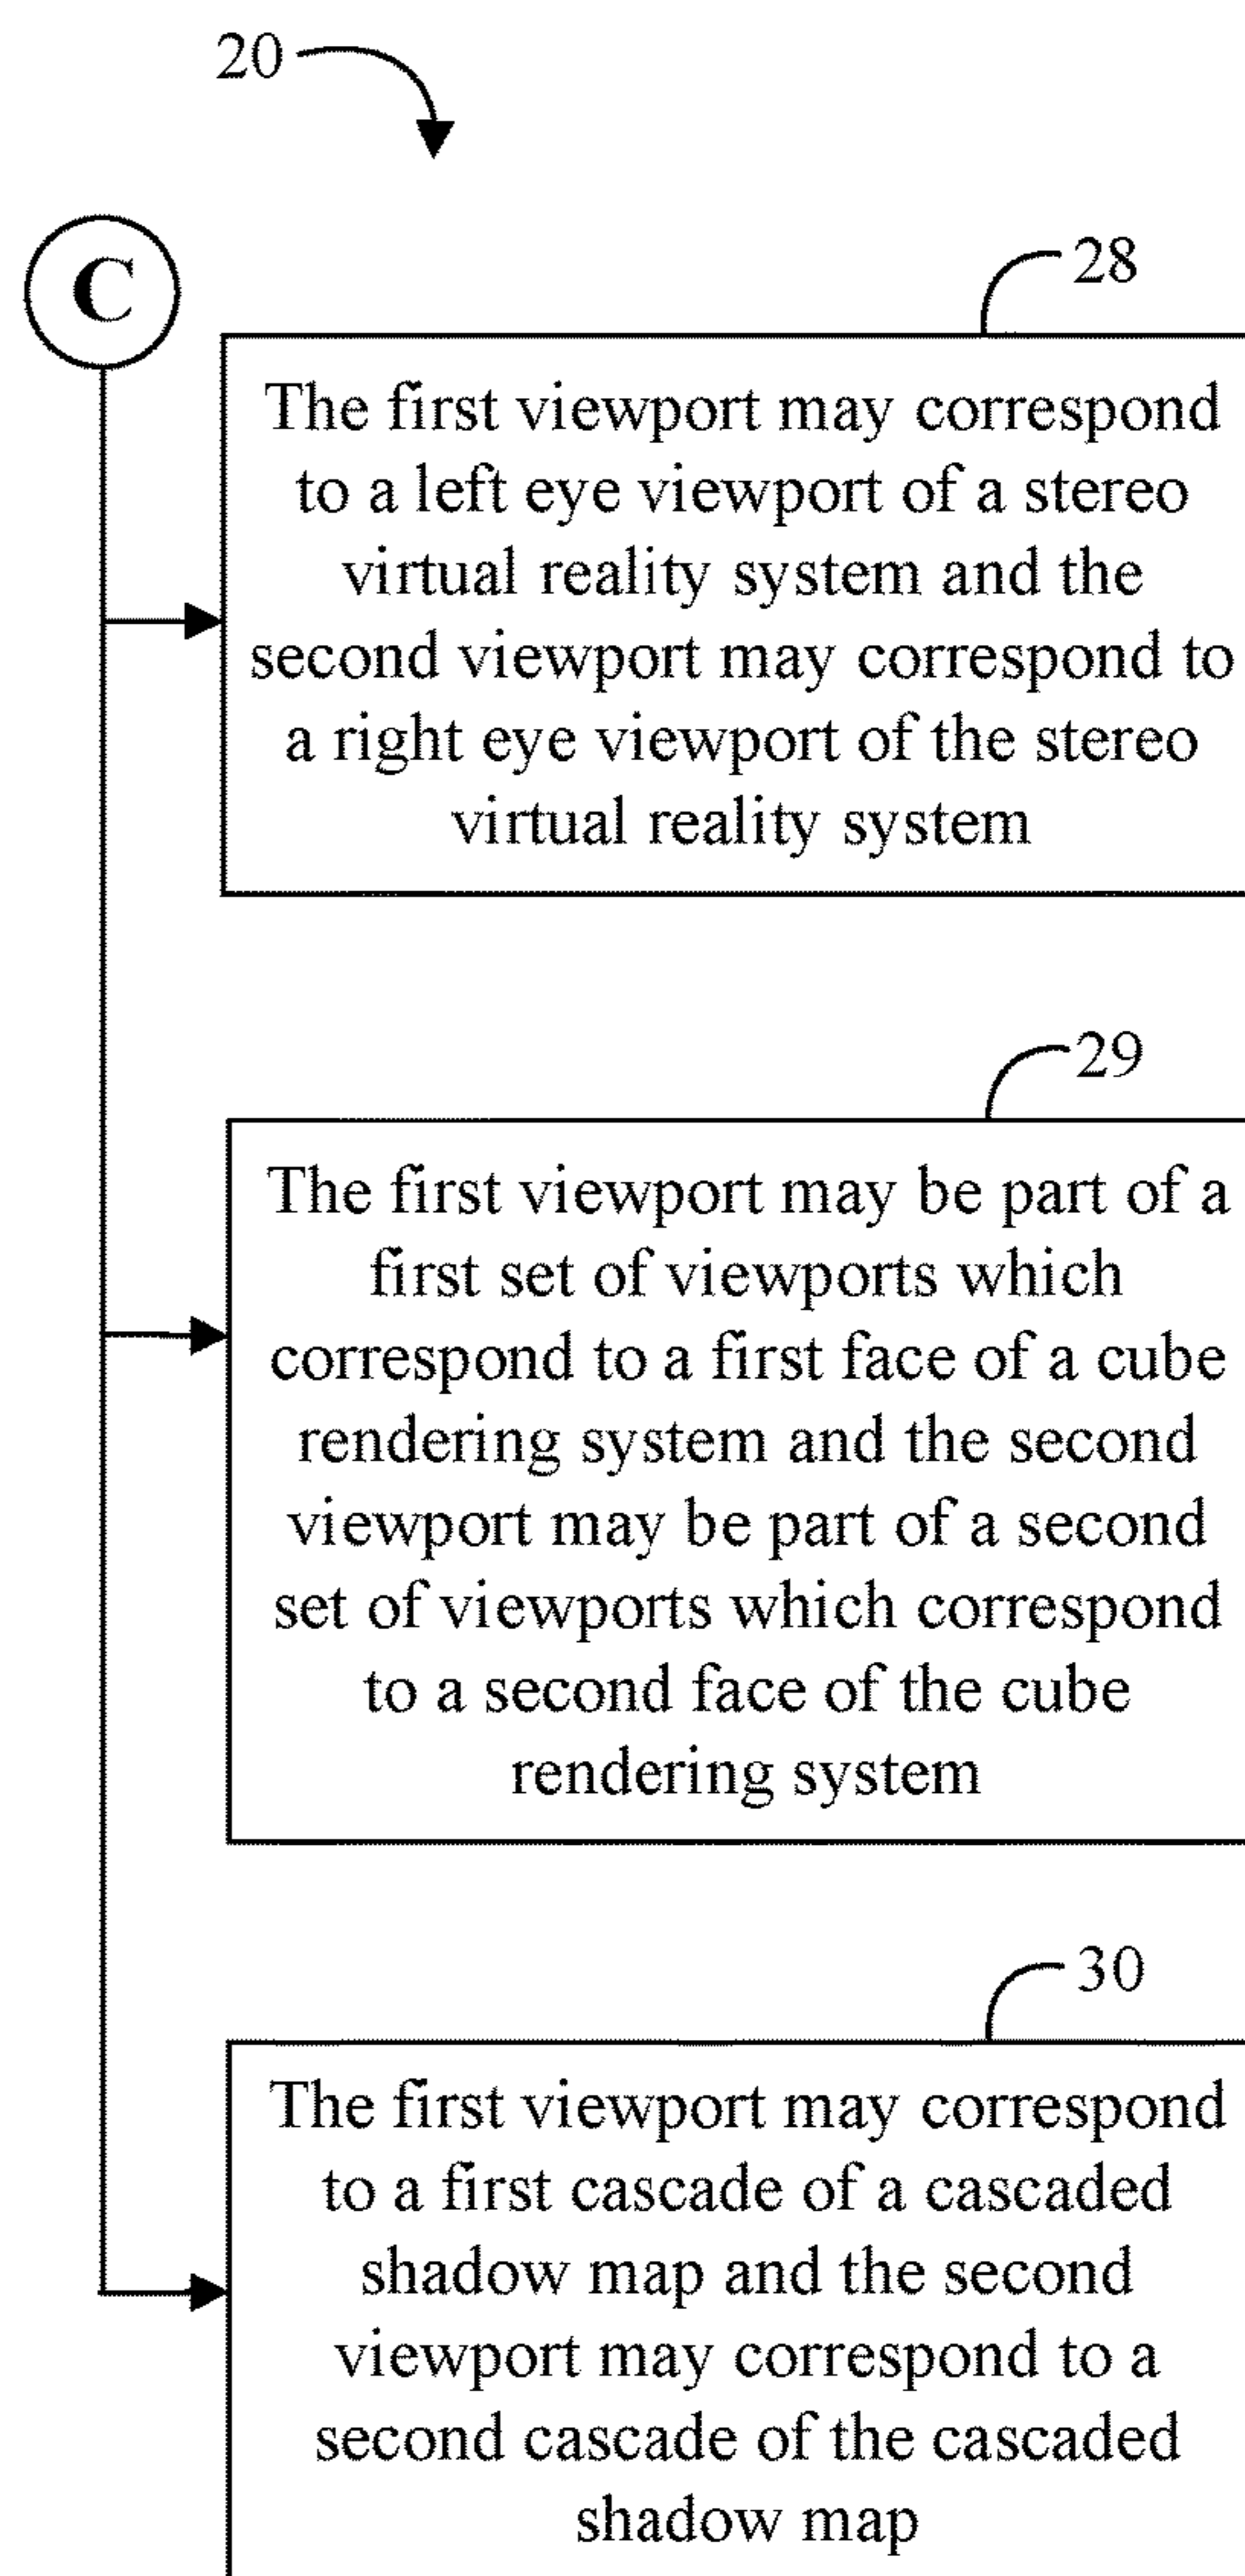 20
C
28
The first viewport may correspond
to a left eye viewport of a stereo
virtual reality system and the
second viewport may correspond to
a right eye viewport of the stereo
virtual reality system
29
The first viewport may be part of a
first set of viewports which
correspond to a first face of a cube
rendering system and the second
viewport may be part of a second
set of viewports which correspond
to a second face of the cube
rendering system
30
The first viewport may correspond
to a first cascade of a cascaded
shadow map and the second
viewport may correspond to a
second cascade of the cascaded
shadow map